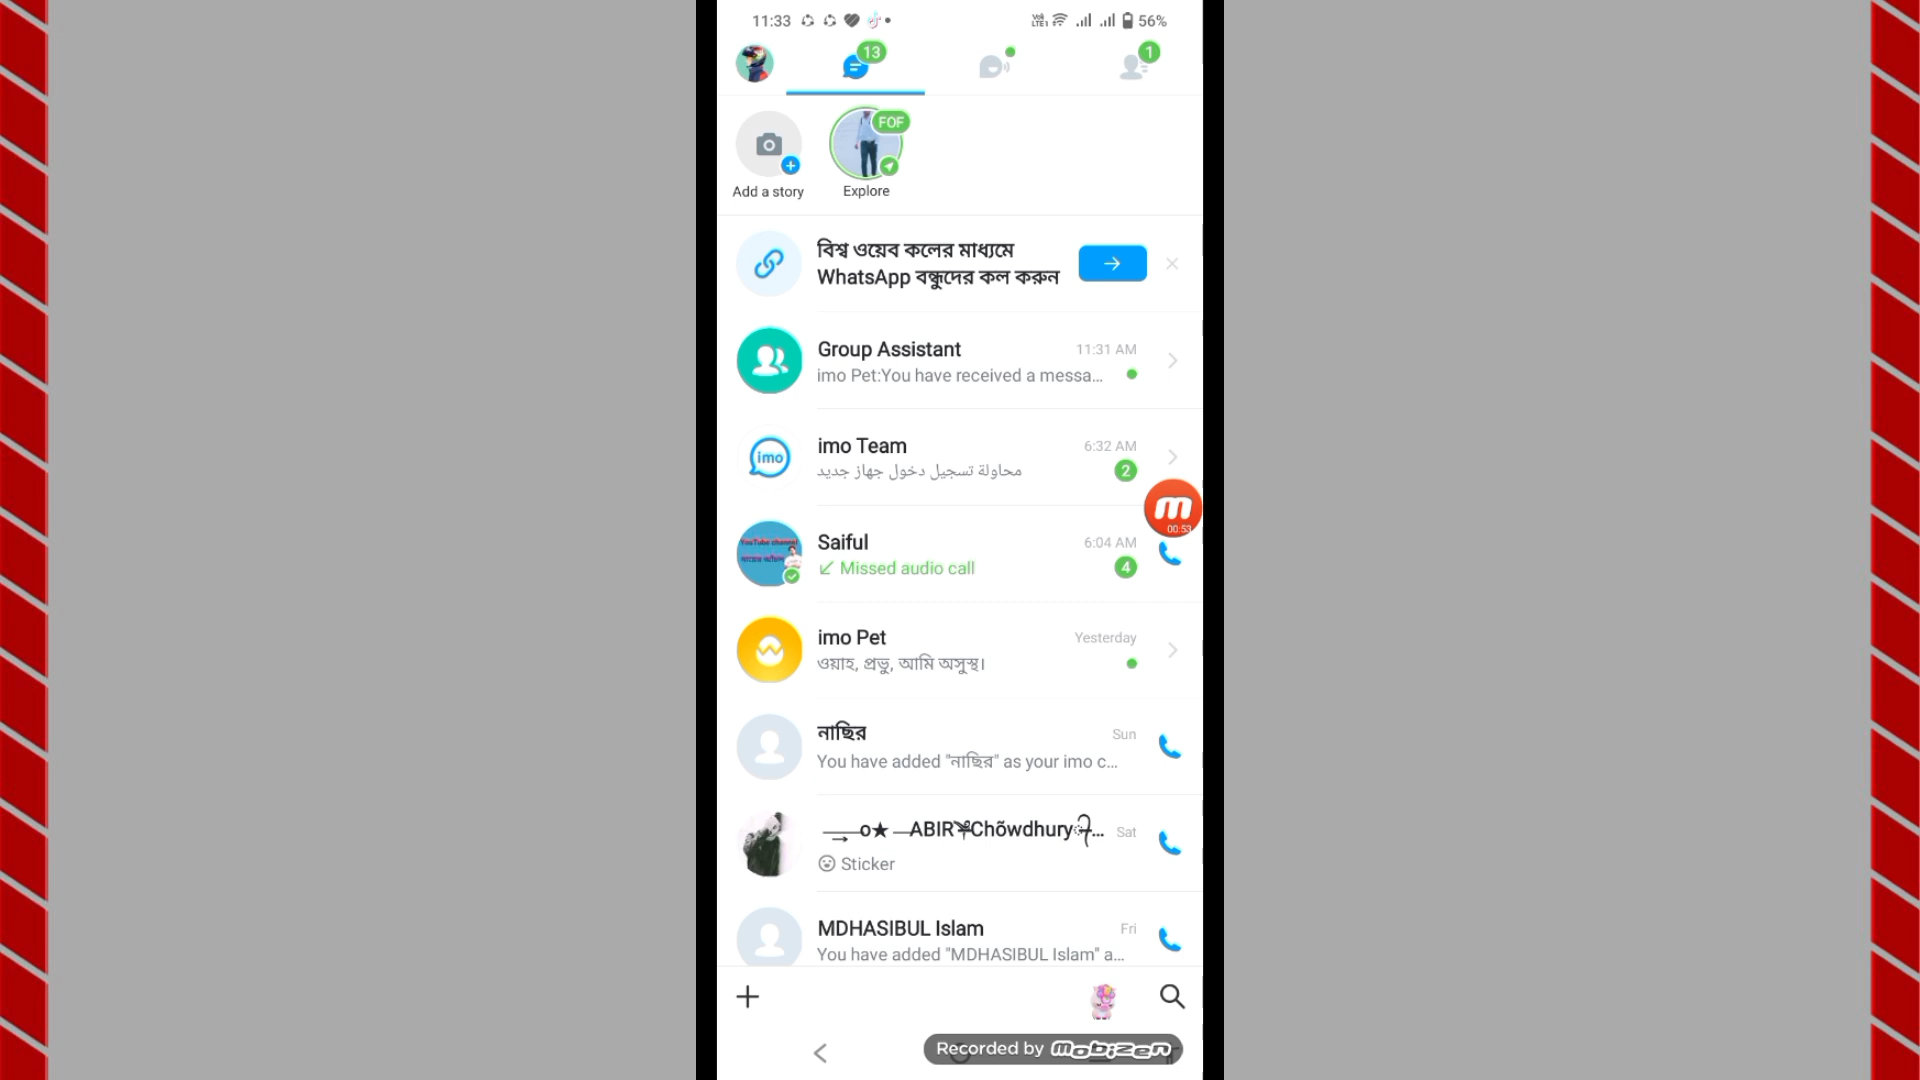 11:33
56%
13
1
FOF
Add a story
Explore
বিশ্ব ওয়েব কলের মাধ্যমে
WhatsApp বন্ধুদের কল করুন
Group Assistant
11:31 AM
imo Pet:You have received a messa...
imo Team
6:32 AM
imo
محاولة تسجيل دخول جهاز جديد
2
m
00:53
Saiful
6:04 AM
YouTube channel
Missed audio call
4
imo Pet
Yesterday
ওয়াহ, প্রভু, আমি অসুস্থ।
নাছির
Sun
You have added "নাছির" as your imo c...
ABIR Chõwdhury
Sat
Sticker
MDHASIBUL Islam
Fri
You have added "MDHASIBUL Islam" a...
Recorded by mobizen